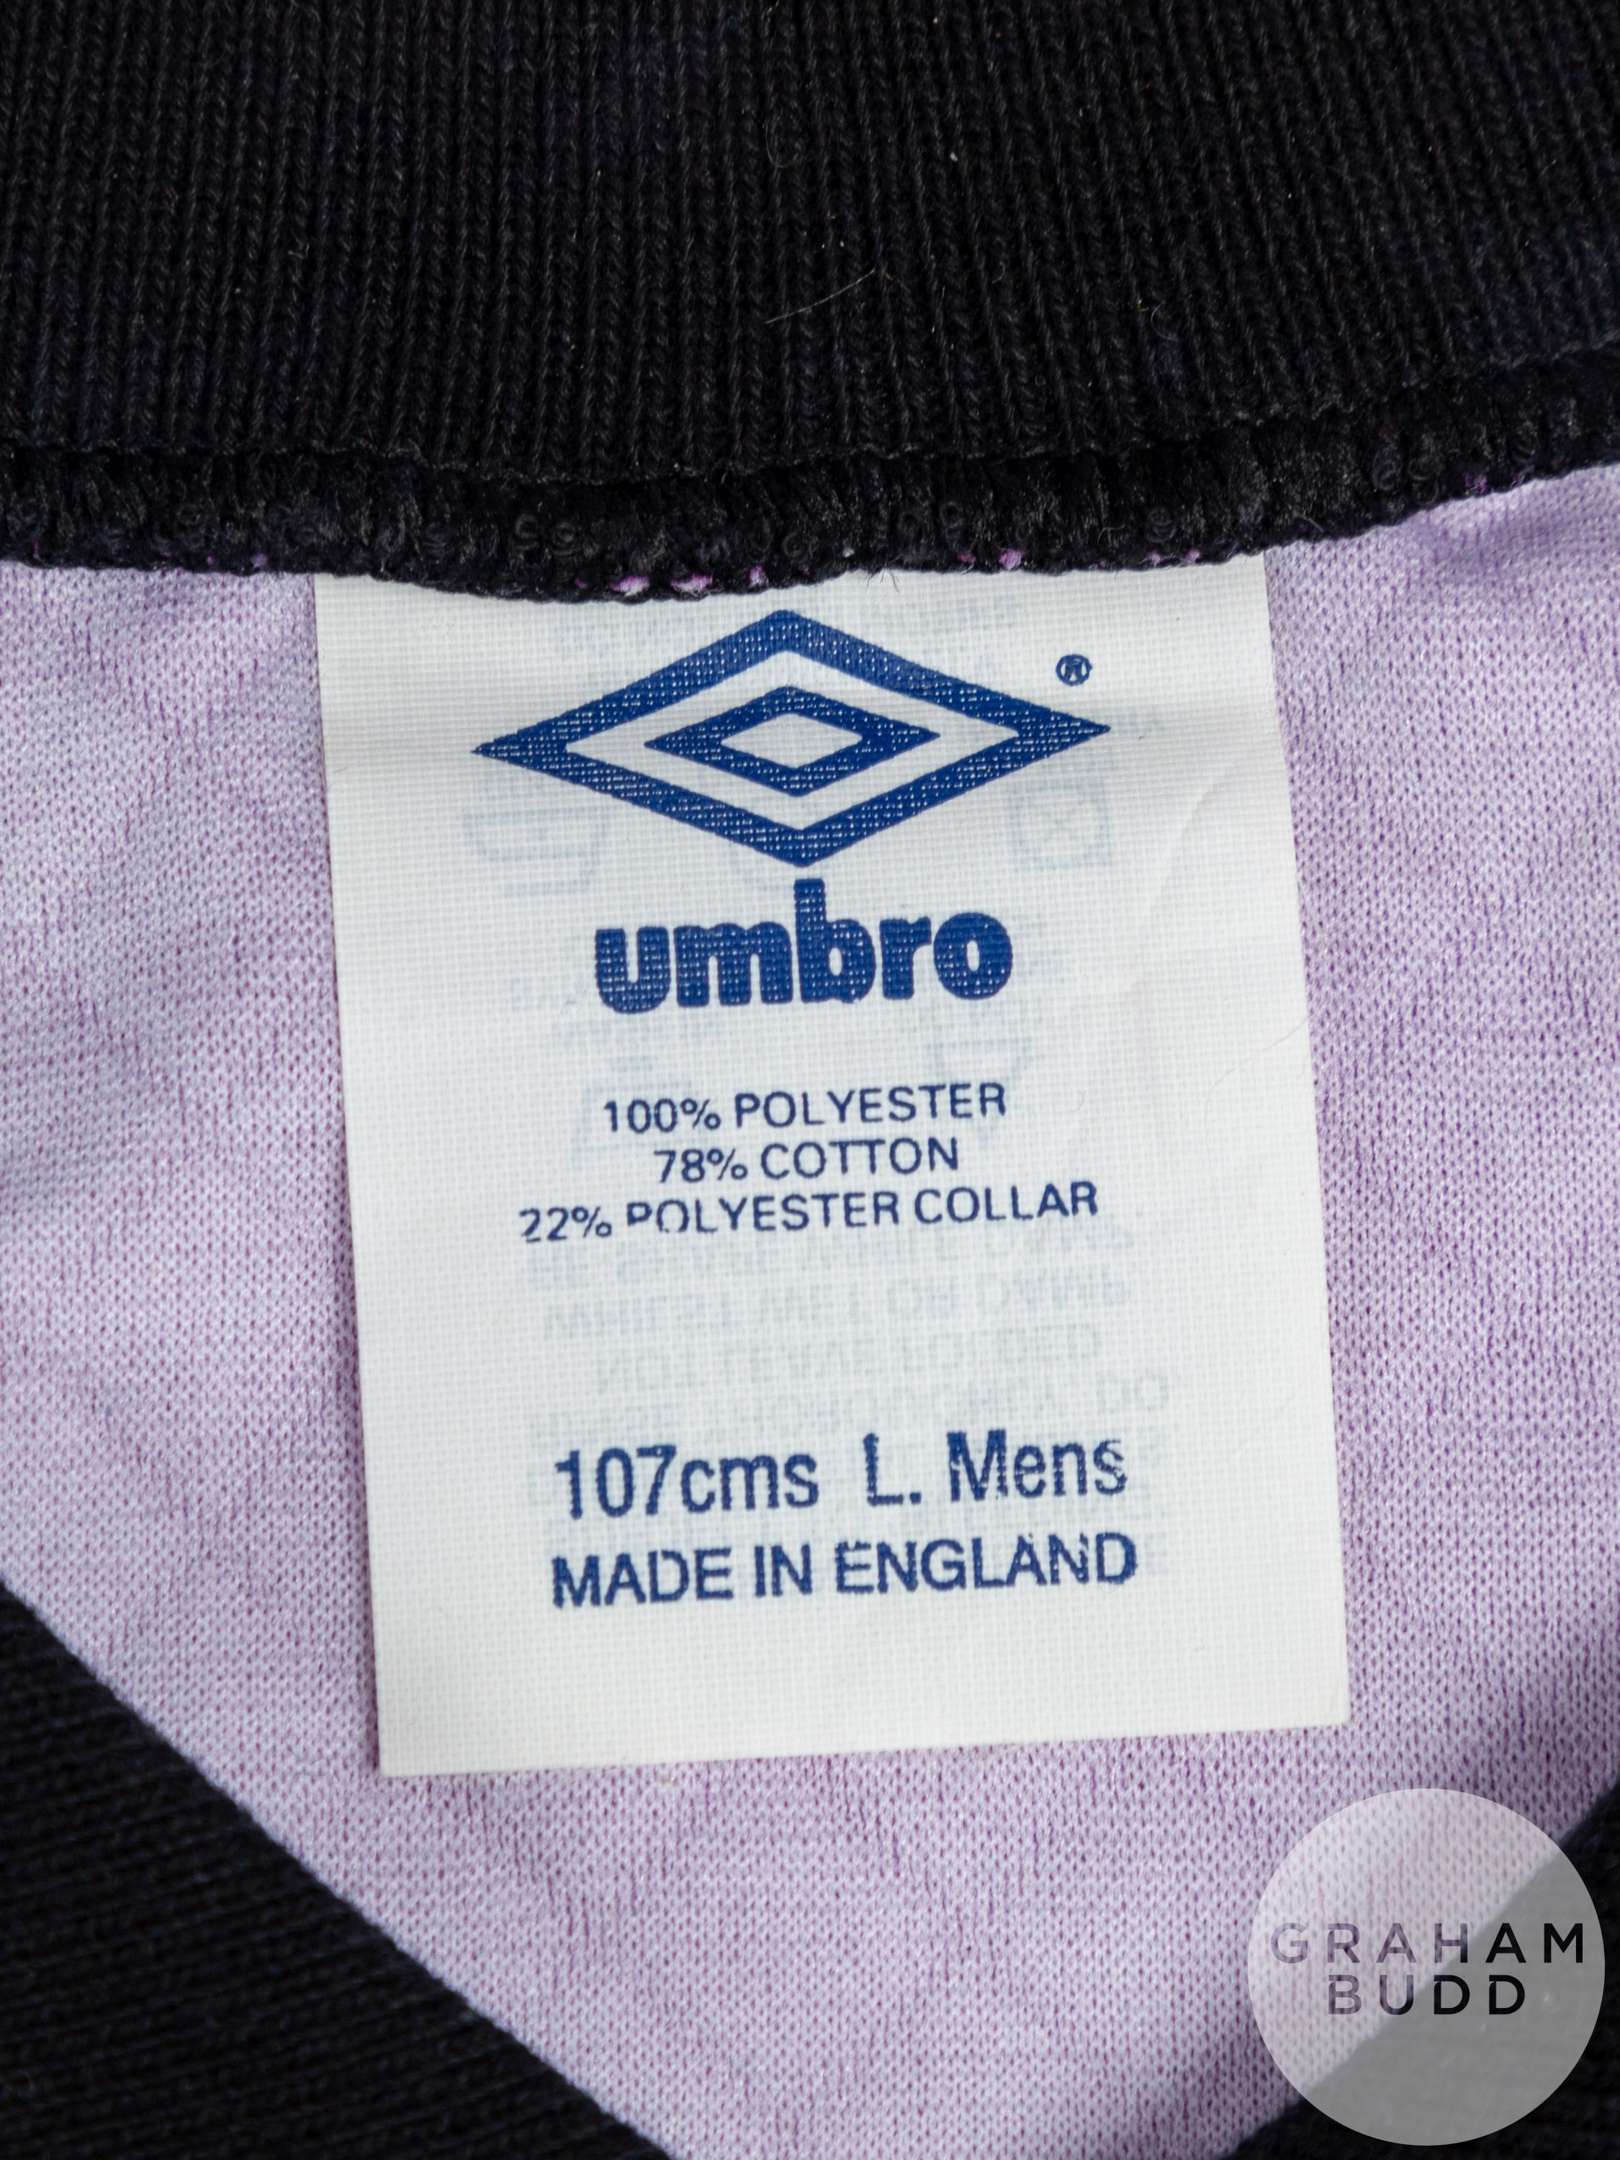 ®
umbro
100% POLYESTER
78% COTTON
22% POLYESTER COLLAR
107cms L. Mens
MADE IN ENGLAND
GRAHAM
BUDD